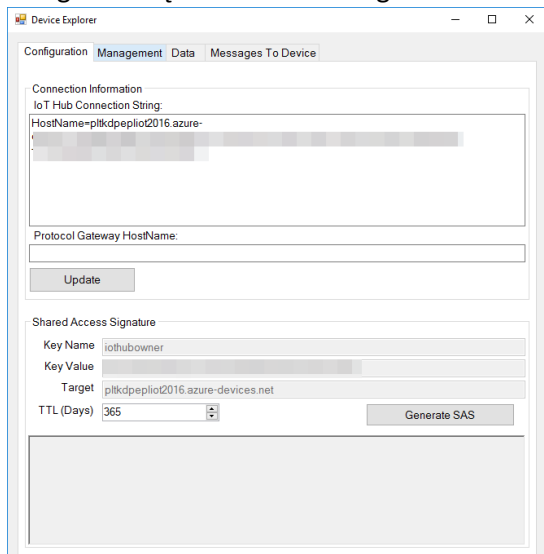 Device Explorer
Configuration Management Data Messages To Device
Connection Information
IoT Hub Connection String:
HostName=pltkdpepliot2016.azure-
Protocol Gateway HostName:
Update
Shared Access Signature
Key Name iothubowner
Key Value
Target pltkdpepliot2016.azure-devices.net
TTL (Days) 365
Generate SAS